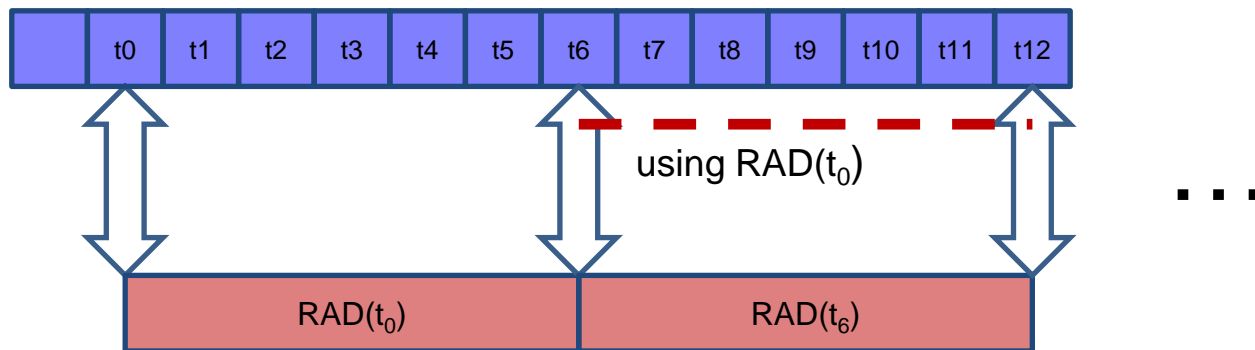 t0 t1 t2 t3 t4 t5 t6 t7 t8 t9 t10 t11 t12
using RAD(t₀)
. . .
RAD(t₀) RAD(t₆)